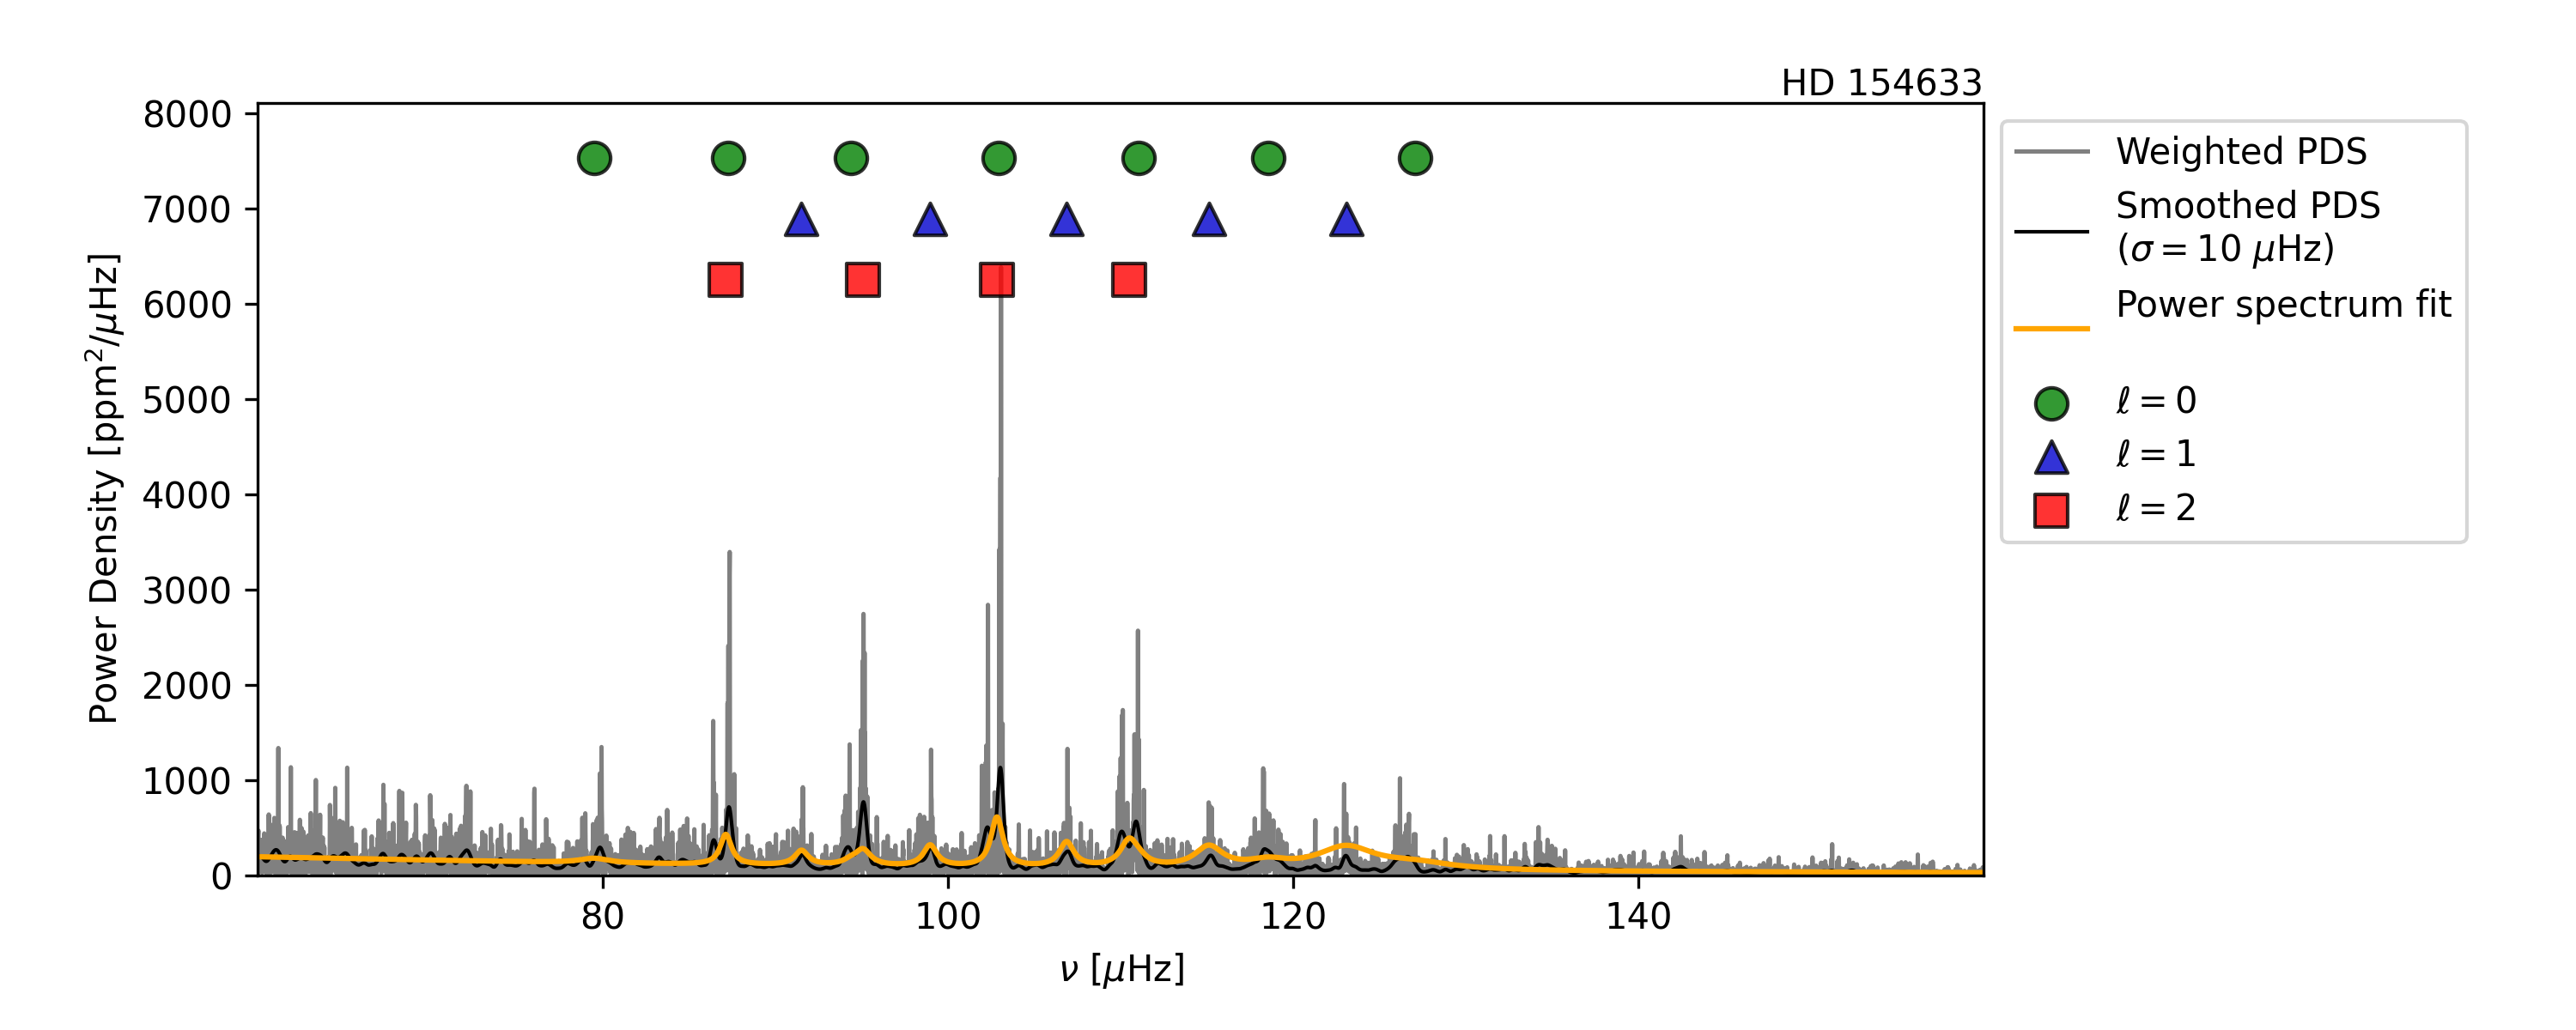 HD 154633
8000
7000
6000
5000
4000
3000
2000
1000
0
Power Density [ppm²/μHz]
80
100
120
140
ν [μHz]
Weighted PDS
Smoothed PDS
(σ = 10 μHz)
Power spectrum fit
ℓ = 0
ℓ = 1
ℓ = 2